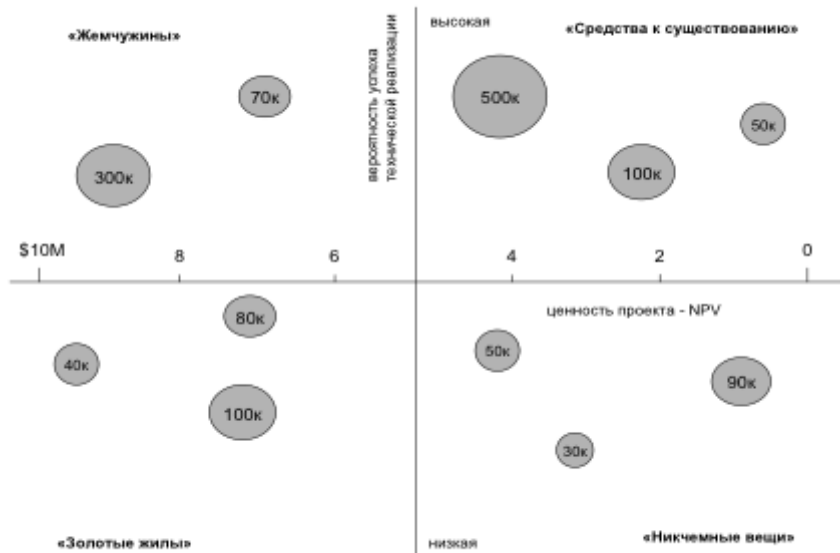 «Жемчужины»
вероятность успеха
технической реализации
высокая
«Средства к существованию»
70к
500к
50к
300к
100к
$10M
8
6
4
2
0
80к
ценность проекта - NPV
40к
50к
100к
90к
30к
«Золотые жилы»
низкая
«Никчемные вещи»